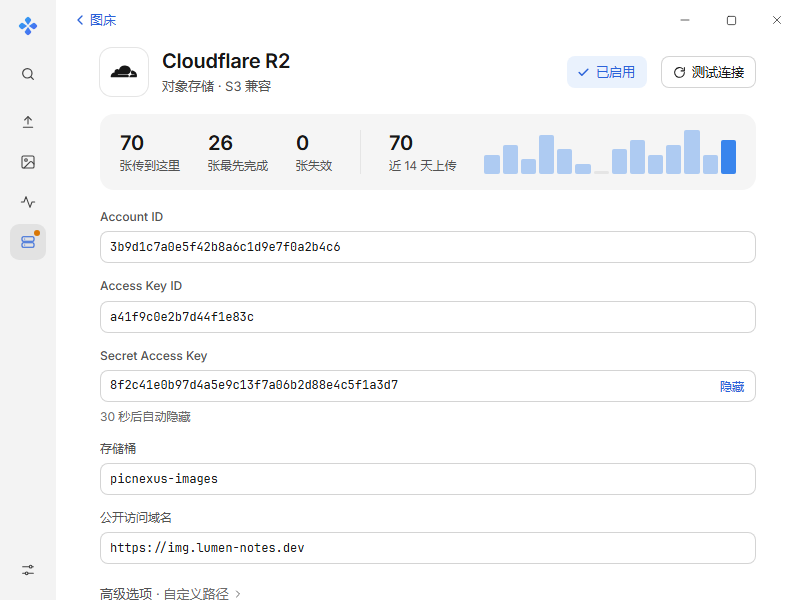 图床
Cloudflare R2
对象存储 · S3 兼容
已启用
测试连接
70
张传到这里
26
张最先完成
0
张失效
70
近 14 天上传
Account ID
3b9d1c7a0e5f42b8a6c1d9e7f0a2b4c6
Access Key ID
a41f9c0e2b7d44f1e83c
Secret Access Key
8f2c41e0b97d4a5e9c13f7a06b2d88e4c5f1a3d7
隐藏
30 秒后自动隐藏
存储桶
picnexus-images
公开访问域名
https://img.lumen-notes.dev
高级选项 · 自定义路径